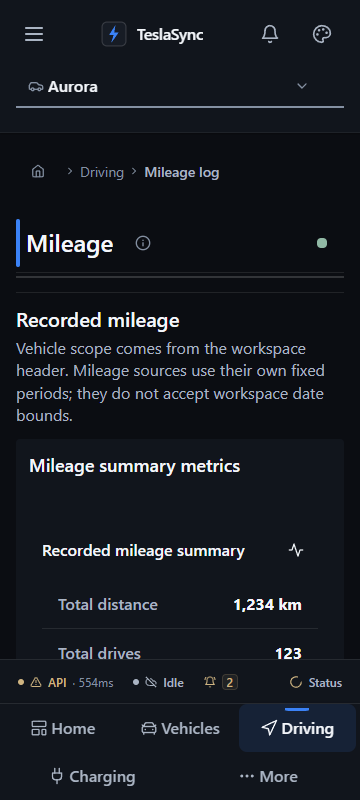 TeslaSync
Aurora
Driving
Mileage log
Mileage
Recorded mileage
Vehicle scope comes from the workspace
header. Mileage sources use their own fixed
periods; they do not accept workspace date
bounds.
Mileage summary metrics
Recorded mileage summary
Total distance 1,234 km
Total drives 123
API · 554ms Idle 2 Status
Home Vehicles Driving
Charging More